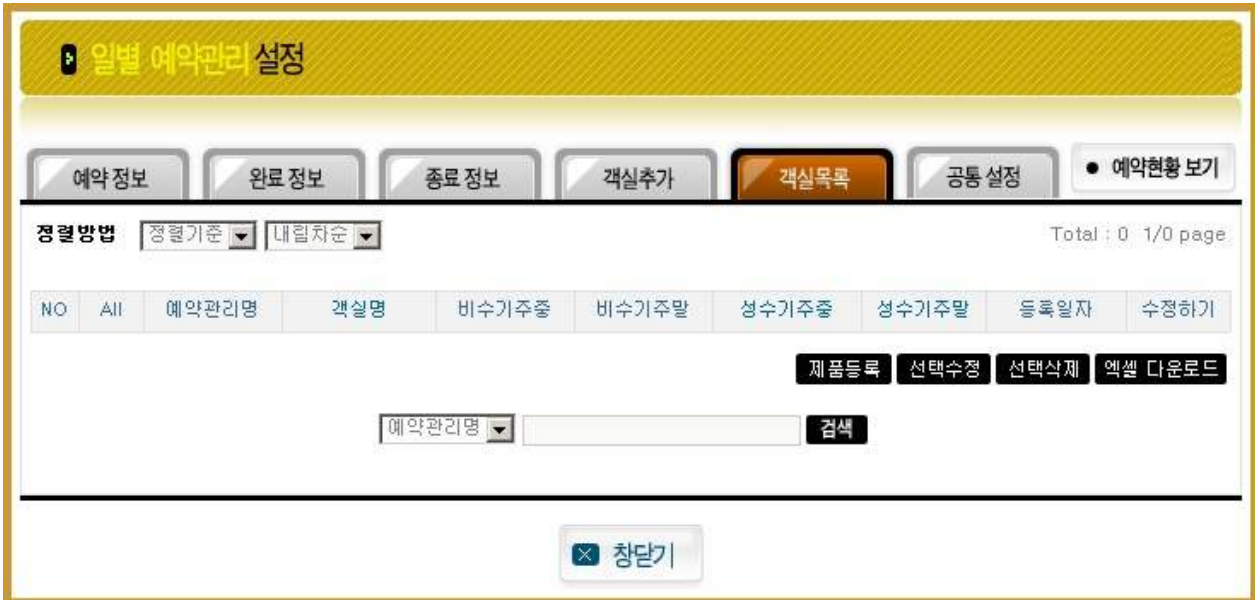 일별 예약관리 설정
예약 정보 완료 정보 종료 정보 객실추가 객실목록 공통 설정 예약현황 보기
정렬방법 정렬기준 내림차순 Total : 0 1/0 page
NO All 예약관리명 객실명 비수기주중 비수기주말 성수기주중 성수기주말 등록일자 수정하기
제품등록 선택수정 선택삭제 엑셀 다운로드
예약관리명 검색
창닫기